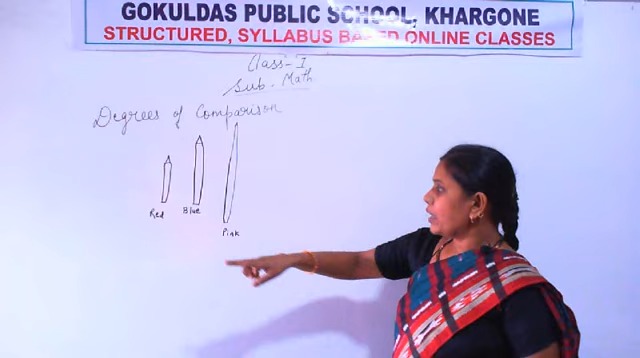 GOKULDAS PUBLIC SCHOOL, KHARGONE
STRUCTURED, SYLLABUS BASED ONLINE CLASSES
Class-I
Sub. Math
Degrees of Comparison
Red
Blue
Pink